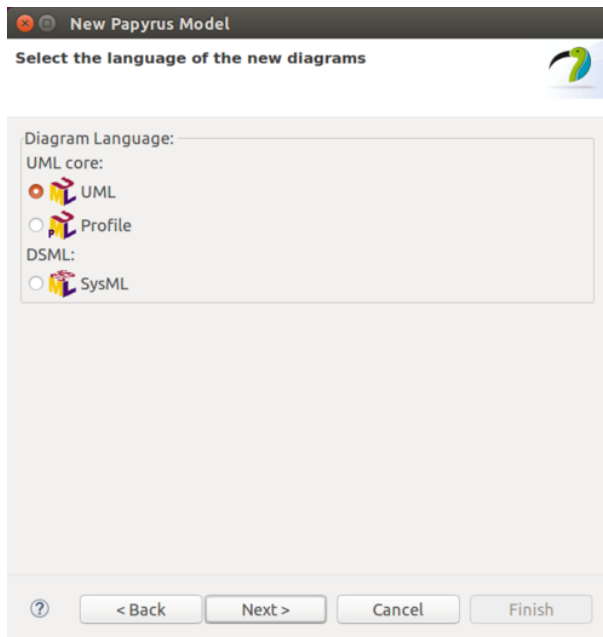 New Papyrus Model
Select the language of the new diagrams
Diagram Language:
UML core:
UML
Profile
DSML:
SysML
? < Back Next > Cancel Finish